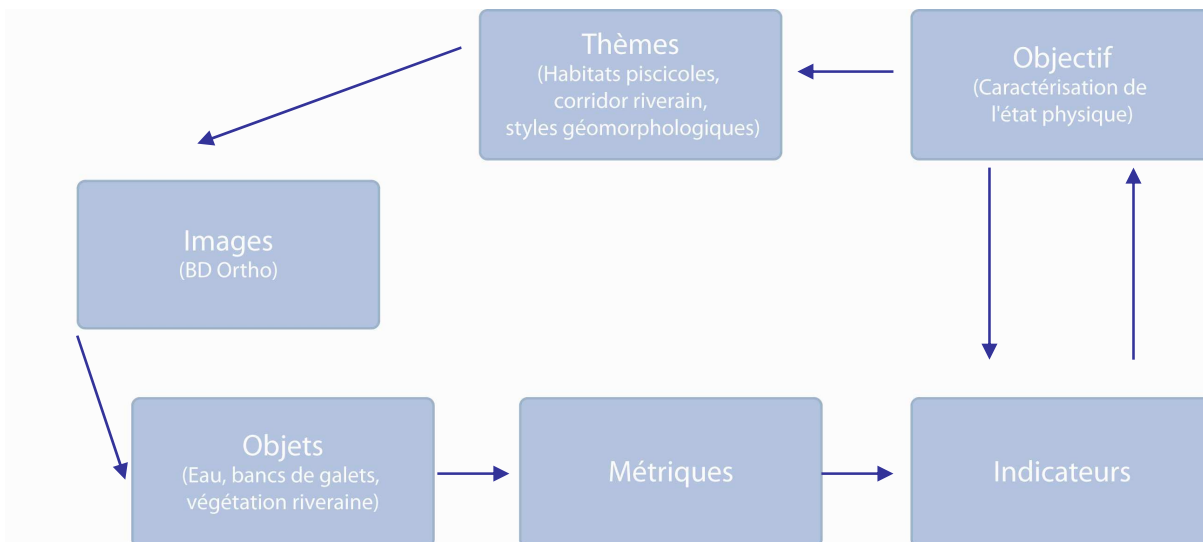 Thèmes
(Habitats piscicoles,
corridor riverain,
styles géomorphologiques)
Objectif
(Caractérisation de
l'état physique)
Images
(BD Ortho)
Objets
(Eau, bancs de galets,
végétation riveraine)
Métriques
Indicateurs